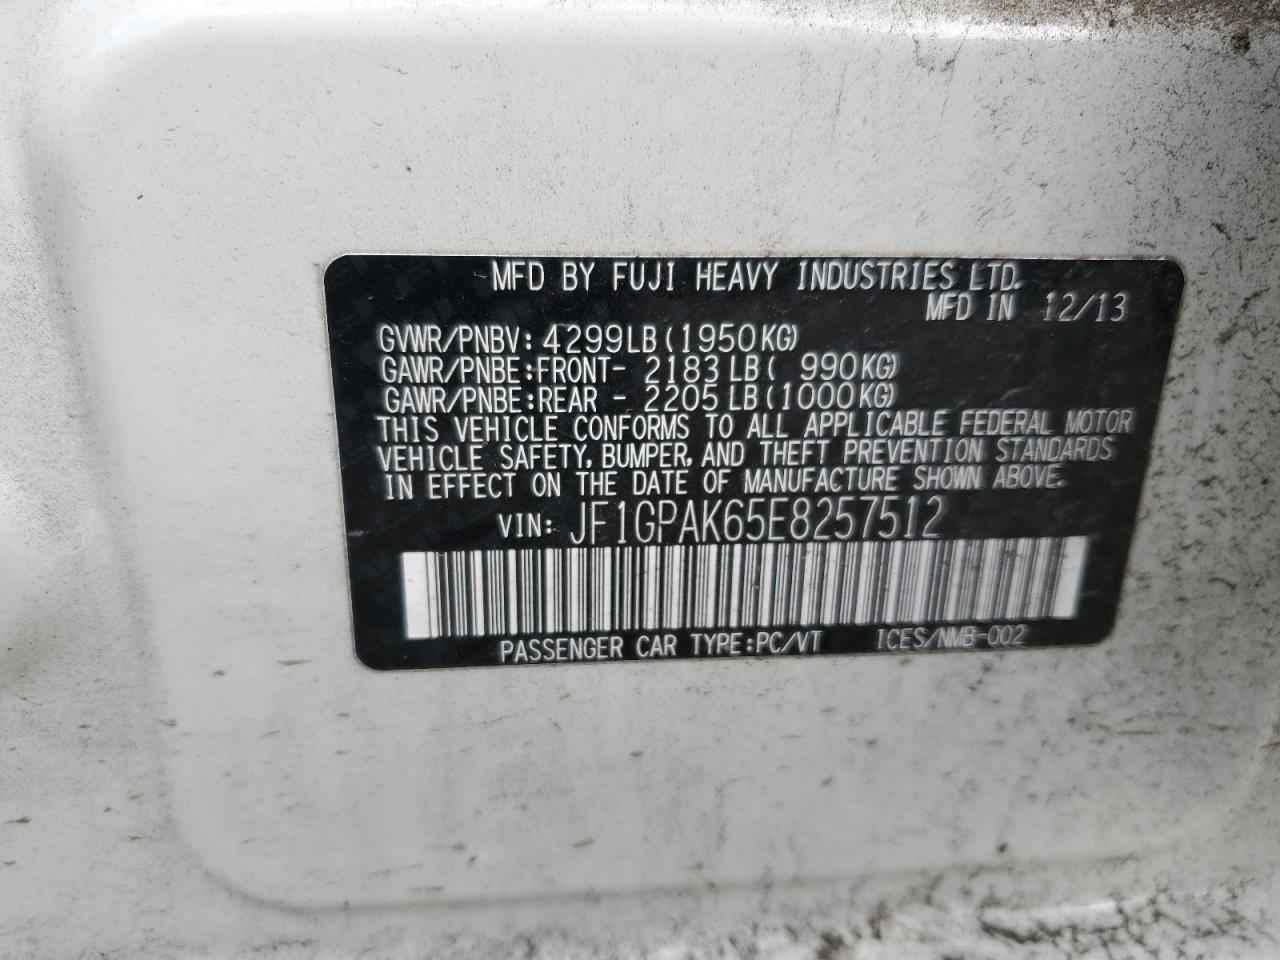 MFD BY FUJI HEAVY INDUSTRIES LTD.
MFD IN 12/13
GVWR/PNBV: 4299LB (1950KG)
GAWR/PNBE:FRONT- 2183LB ( 990KG)
GAWR/PNBE:REAR - 2205LB (1000KG)
THIS VEHICLE CONFORMS TO ALL APPLICABLE FEDERAL MOTOR
VEHICLE SAFETY, BUMPER, AND THEFT PREVENTION STANDARDS
IN EFFECT ON THE DATE OF MANUFACTURE SHOWN ABOVE.
VIN: JF1GPAK65E8257512
PASSENGER CAR TYPE:PC/VT ICES/NMB-002